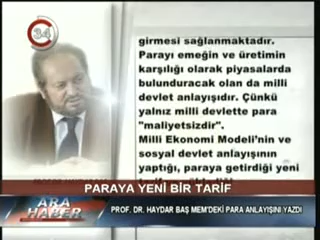 34
girmesi sağlanmaktadır.
Parayı emeğin ve üretimin
karşılığı olarak piyasalarda
bulunduracak olan da milli
devlet anlayışıdır. Çünkü
yalnız milli devlette para
"maliyetsizdir".
Milli Ekonomi Modeli'nin ve
sosyal devlet anlayışının
yaptığı, paraya getirdiği yeni
PARAYA YENİ BİR TARİF
ARA
HABER
PROF. DR. HAYDAR BAŞ MEM'DEKİ PARA ANLAYIŞINI YAZDI